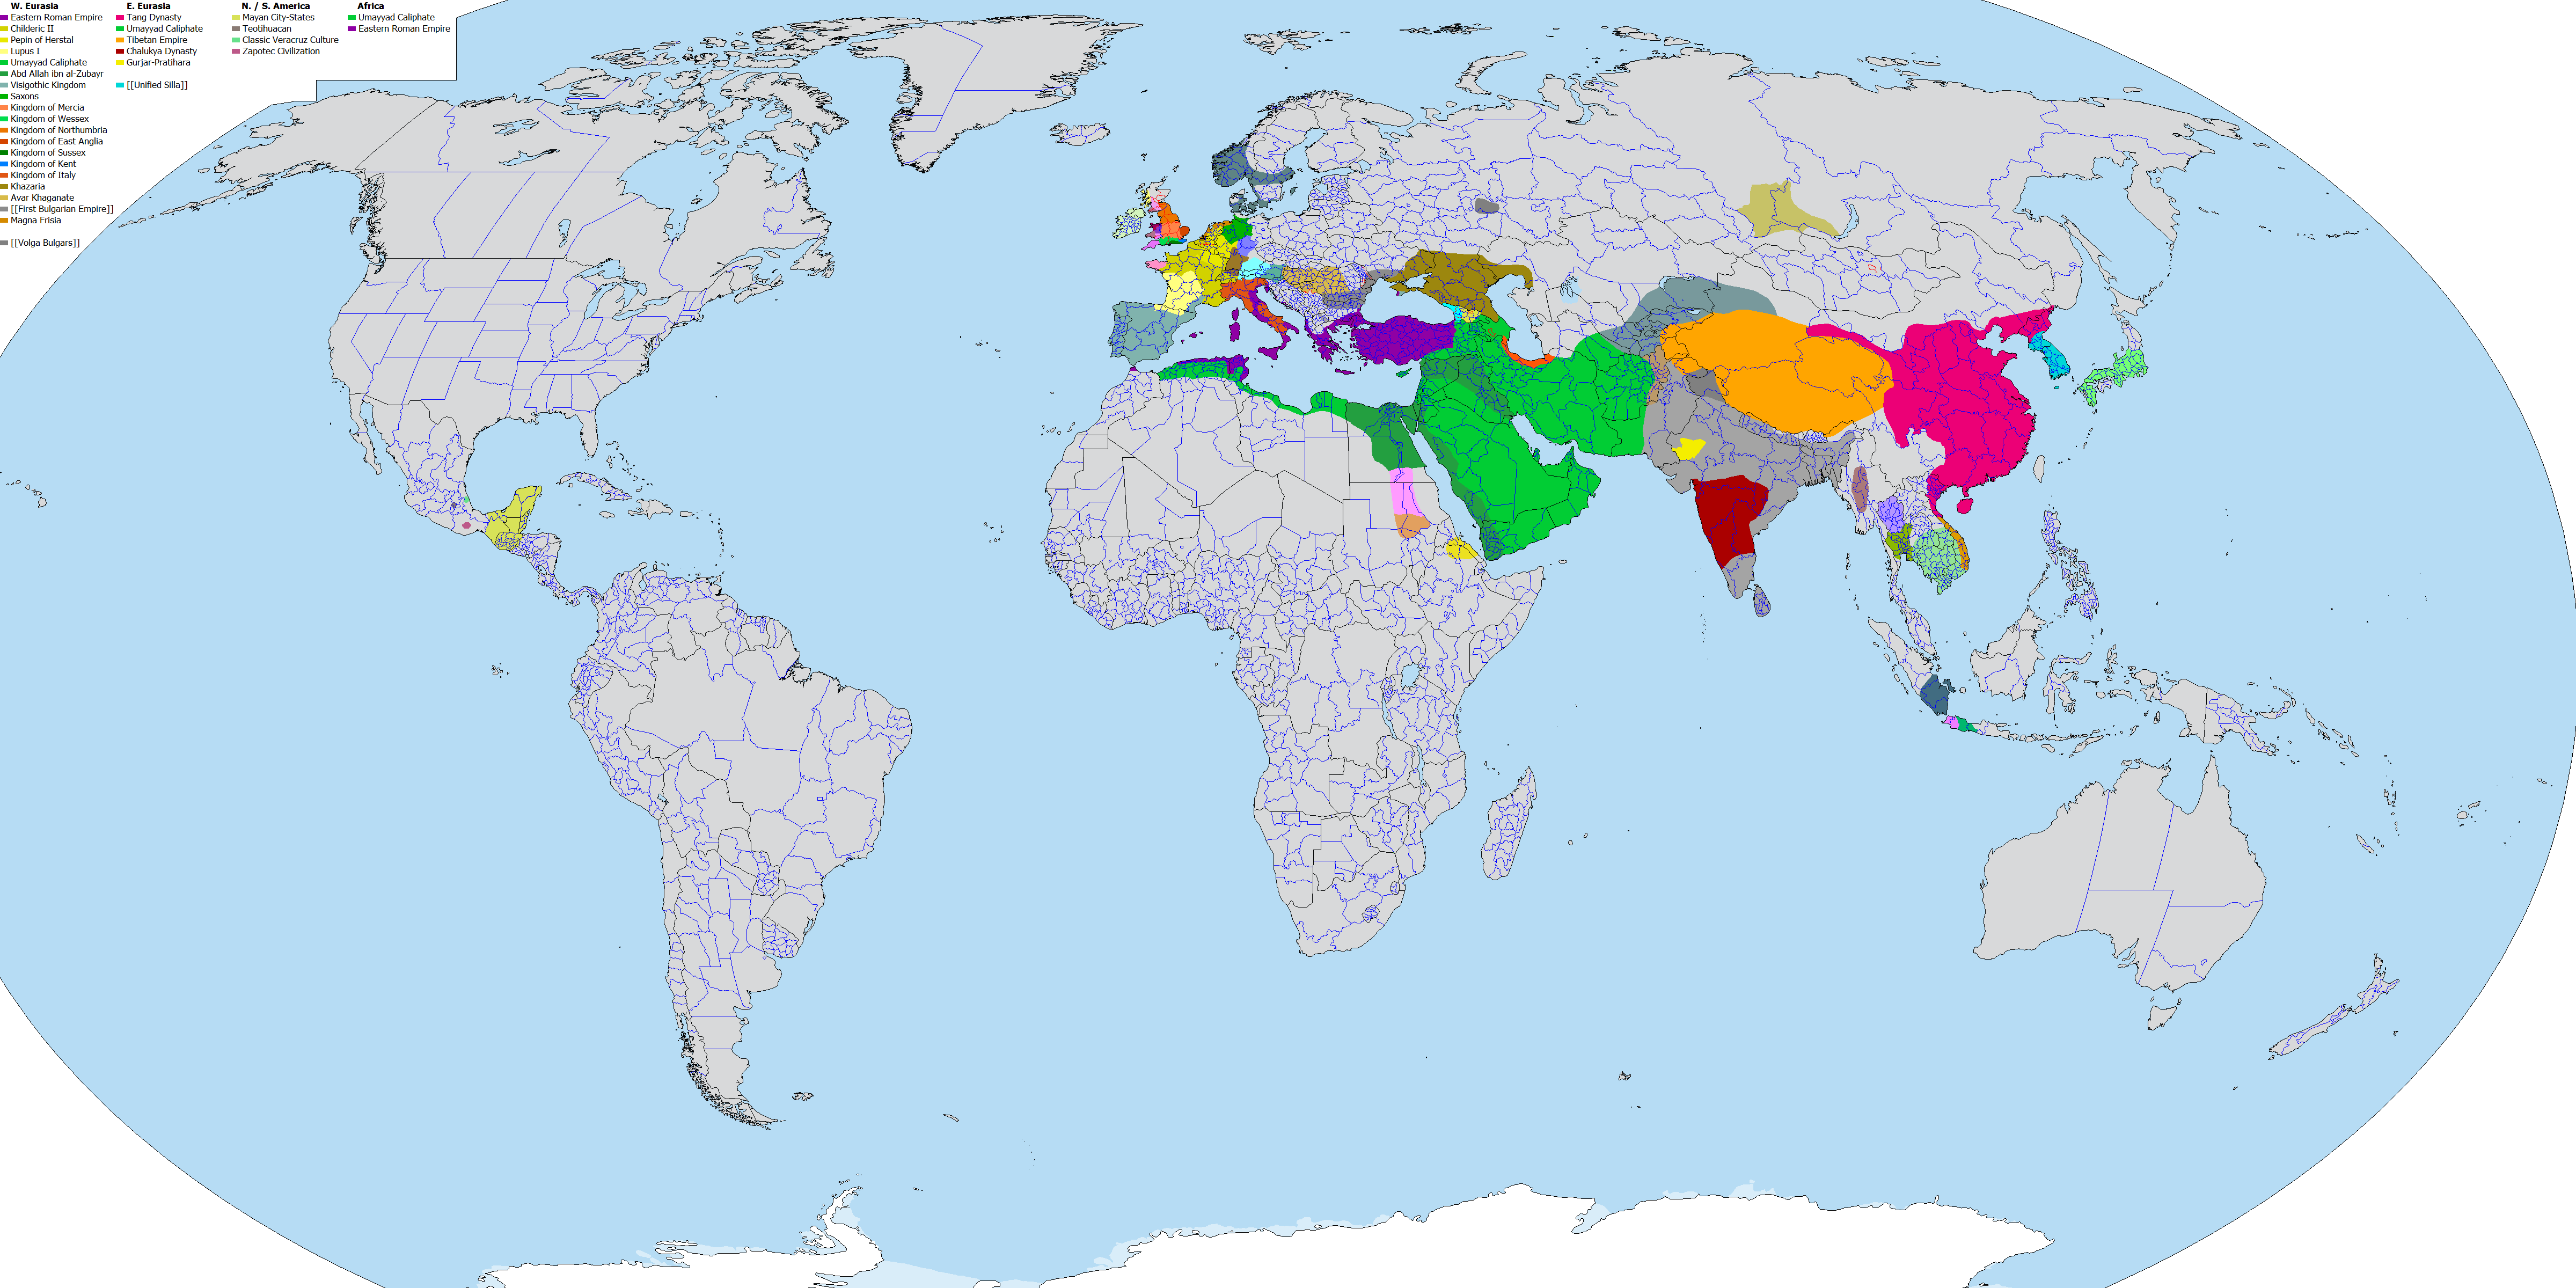 W. Eurasia
Eastern Roman Empire
Childeric II
Pepin of Herstal
Lupus I
Umayyad Caliphate
Abd Allah ibn al-Zubayr
Visigothic Kingdom
Saxons
Kingdom of Mercia
Kingdom of Wessex
Kingdom of Northumbria
Kingdom of East Anglia
Kingdom of Sussex
Kingdom of Kent
Kingdom of Italy
Khazaria
Avar Khaganate
[[First Bulgarian Empire]]
Magna Frisia
[[Volga Bulgars]]
E. Eurasia
Tang Dynasty
Umayyad Caliphate
Tibetan Empire
Chalukya Dynasty
Gurjar-Pratihara
[[Unified Silla]]
N. / S. America
Mayan City-States
Teotihuacan
Classic Veracruz Culture
Zapotec Civilization
Africa
Umayyad Caliphate
Eastern Roman Empire